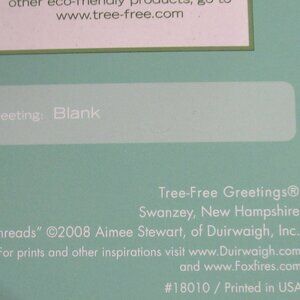 other eco-friendly products, go to
www.tree-free.com
eeting: Blank
Tree-Free Greetings®
Swanzey, New Hampshire
hreads” ©2008 Aimee Stewart, of Duirwaigh, Inc.
For prints and other inspirations visit www.Duirwaigh.com
and www.Foxfires.com
#18010 / Printed in USA